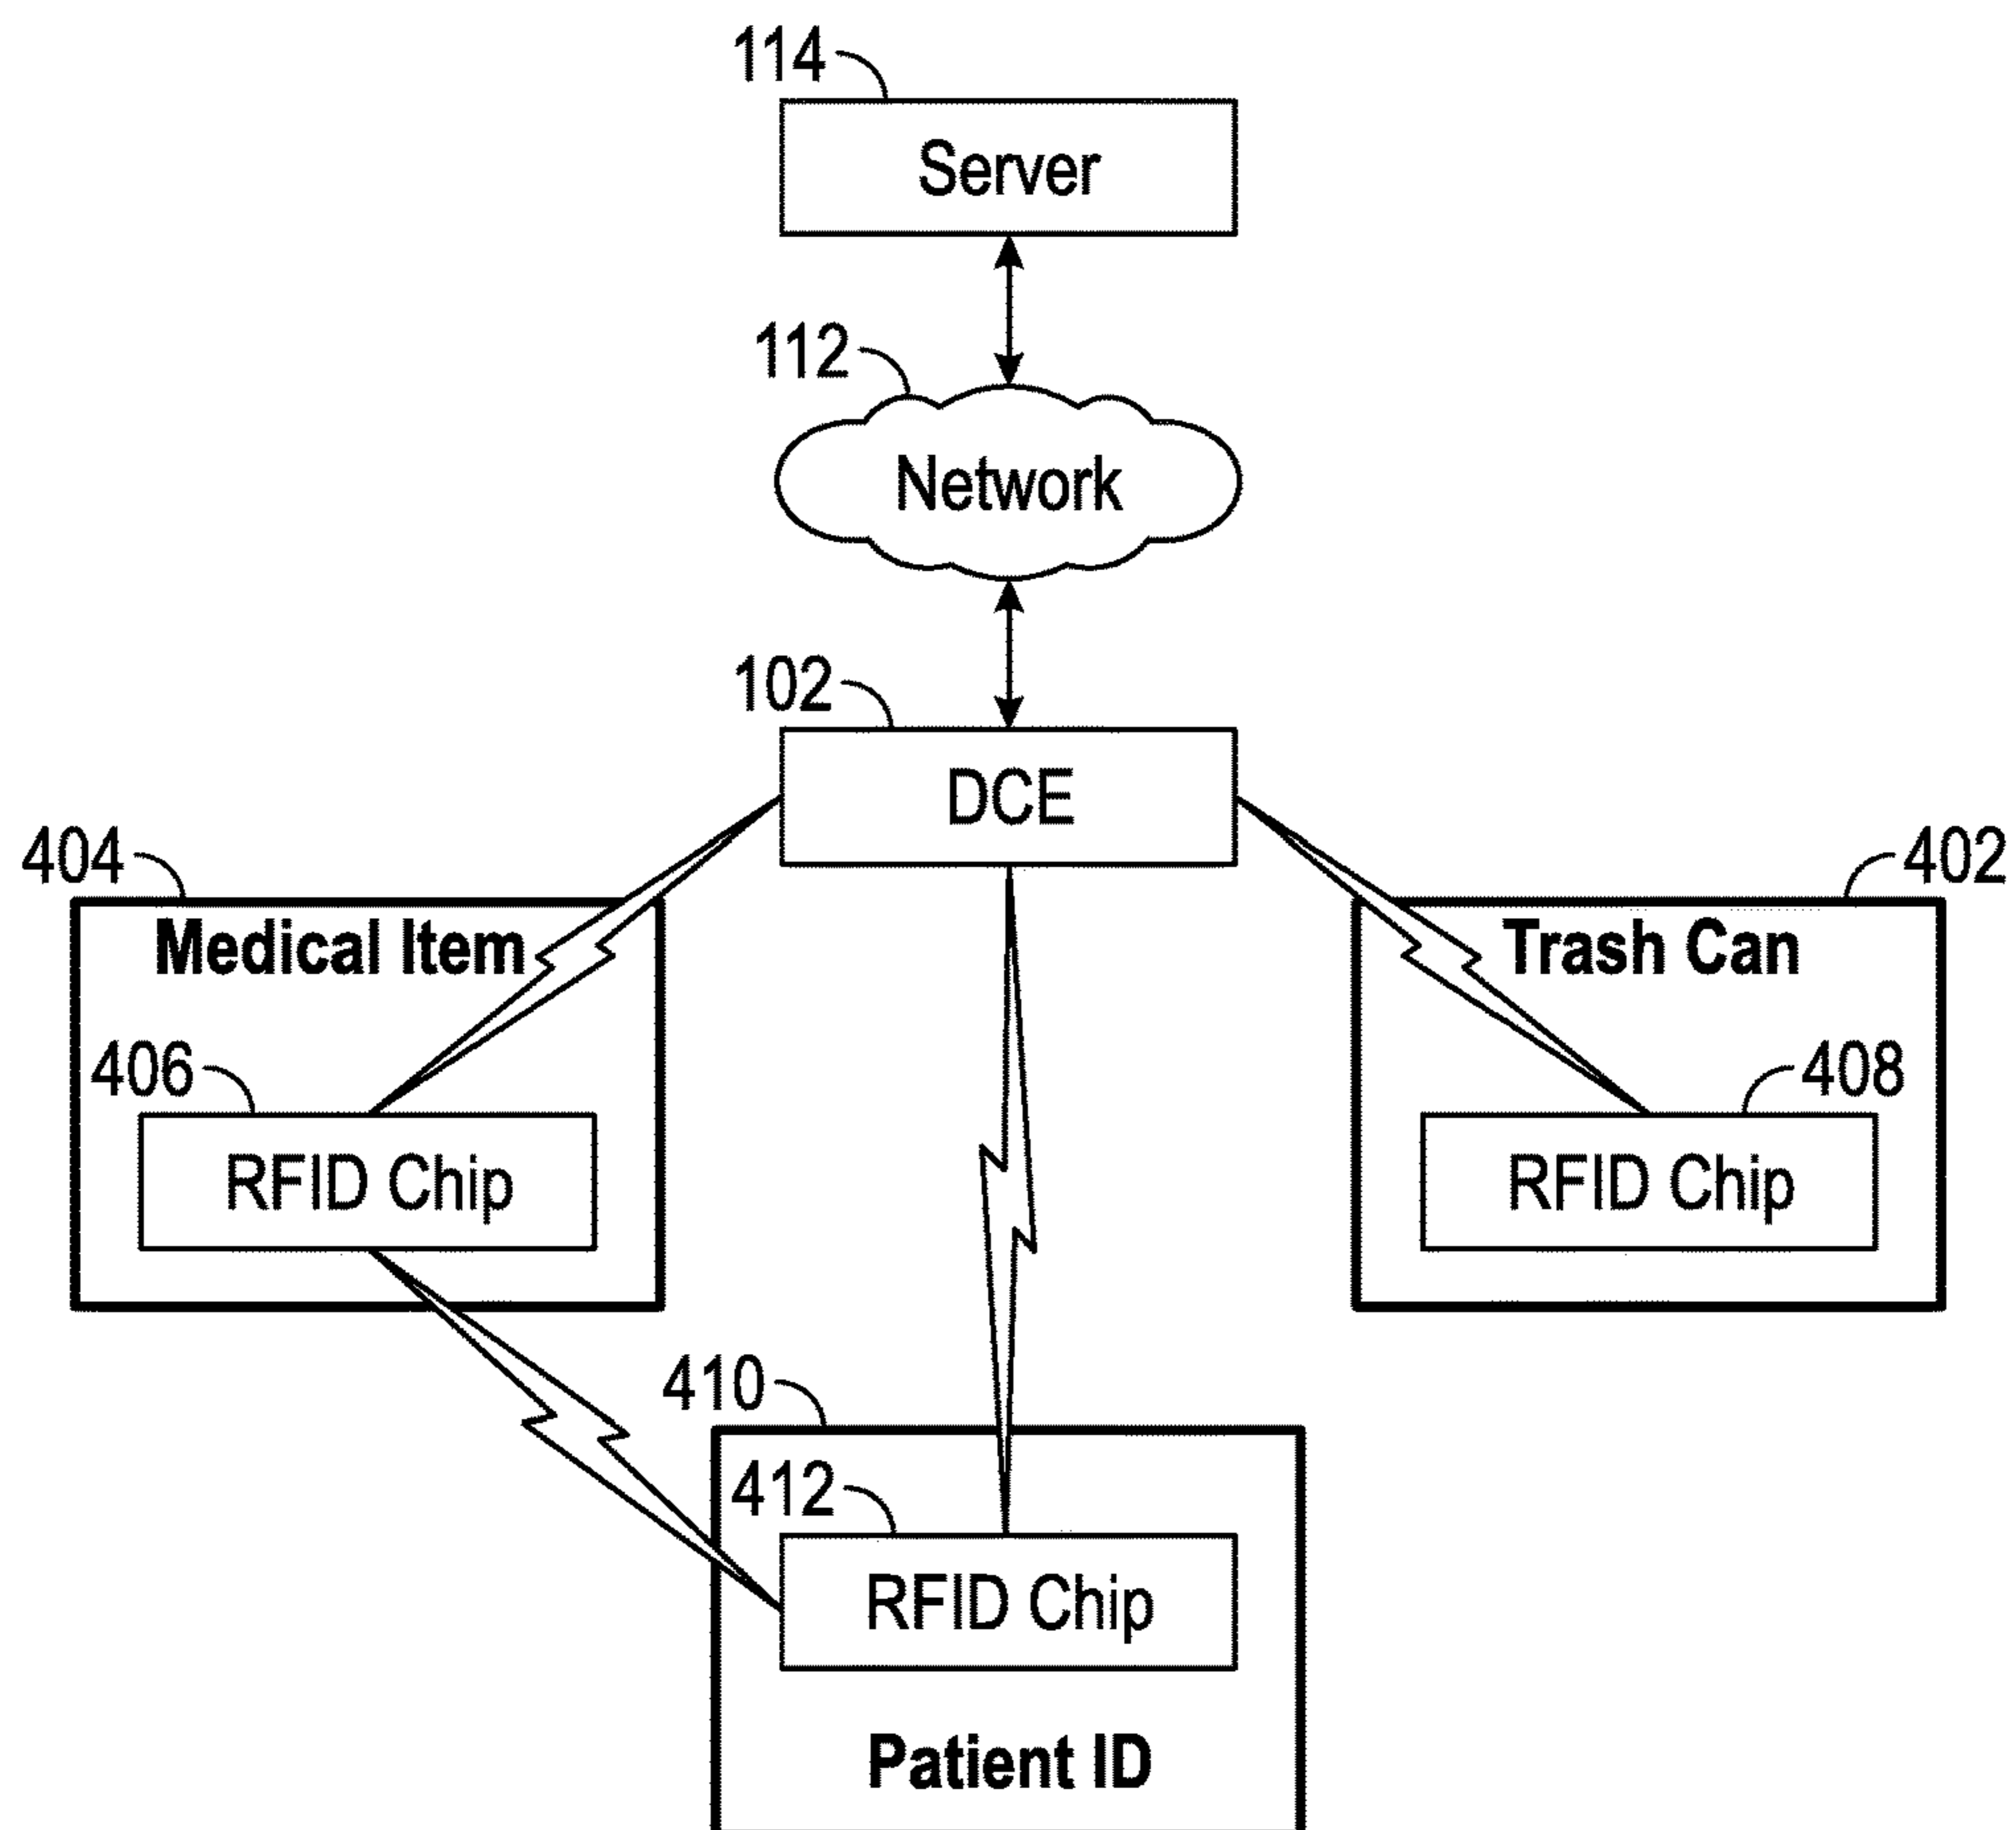 114
Server
112
Network
102
DCE
404
Medical Item
402
Trash Can
406
RFID Chip
408
RFID Chip
410
412
RFID Chip
Patient ID